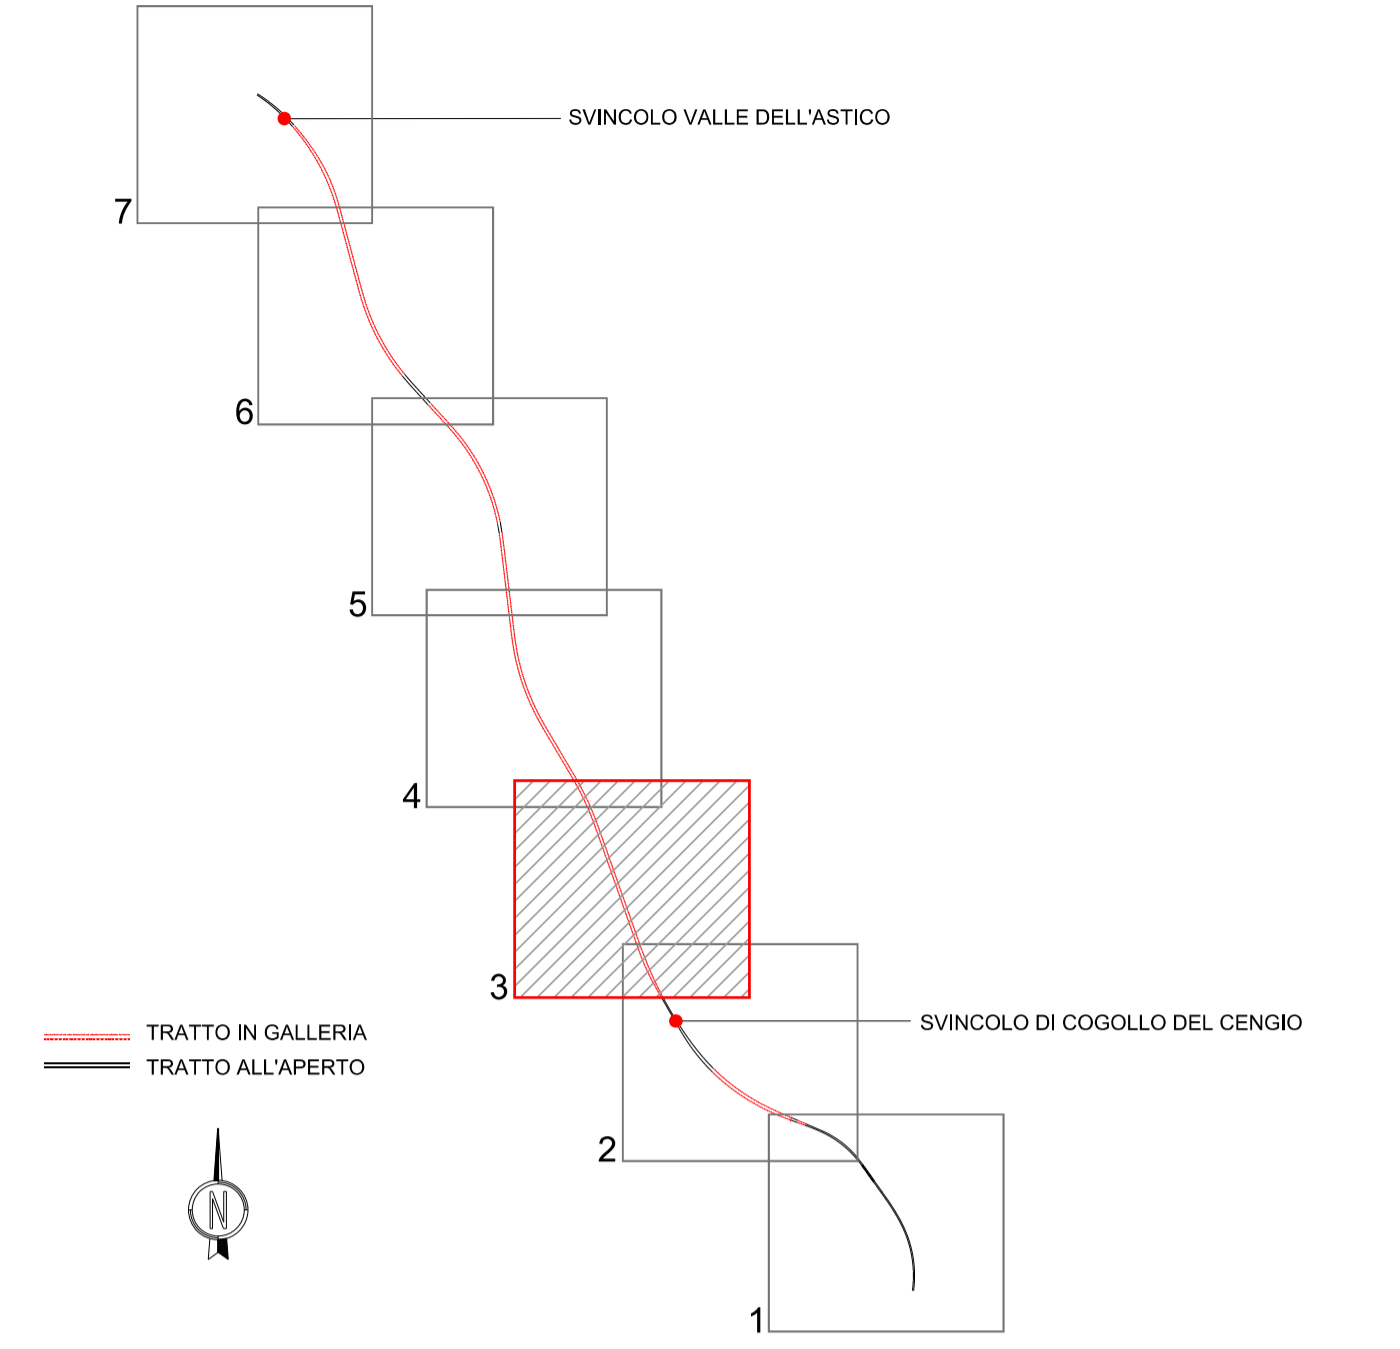 SVINCOLO VALLE DELL'ASTICO
7
6
5
4
3
SVINCOLO DI COGOLLO DEL CENGIO
TRATTO IN GALLERIA
TRATTO ALL'APERTO
2
N
1